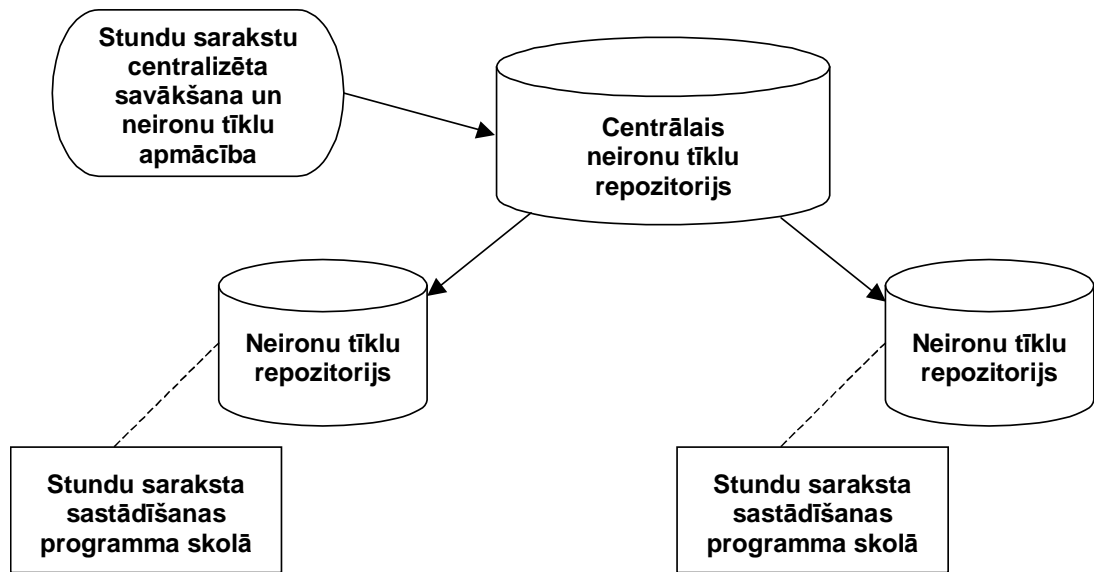 Stundu sarakstu
centralizēta
savākšana un
neironu tīklu
apmācība
Centrālais
neironu tīklu
repozitorijs
Neironu tīklu
repozitorijs
Neironu tīklu
repozitorijs
Stundu saraksta
sastādīšanas
programma skolā
Stundu saraksta
sastādīšanas
programma skolā